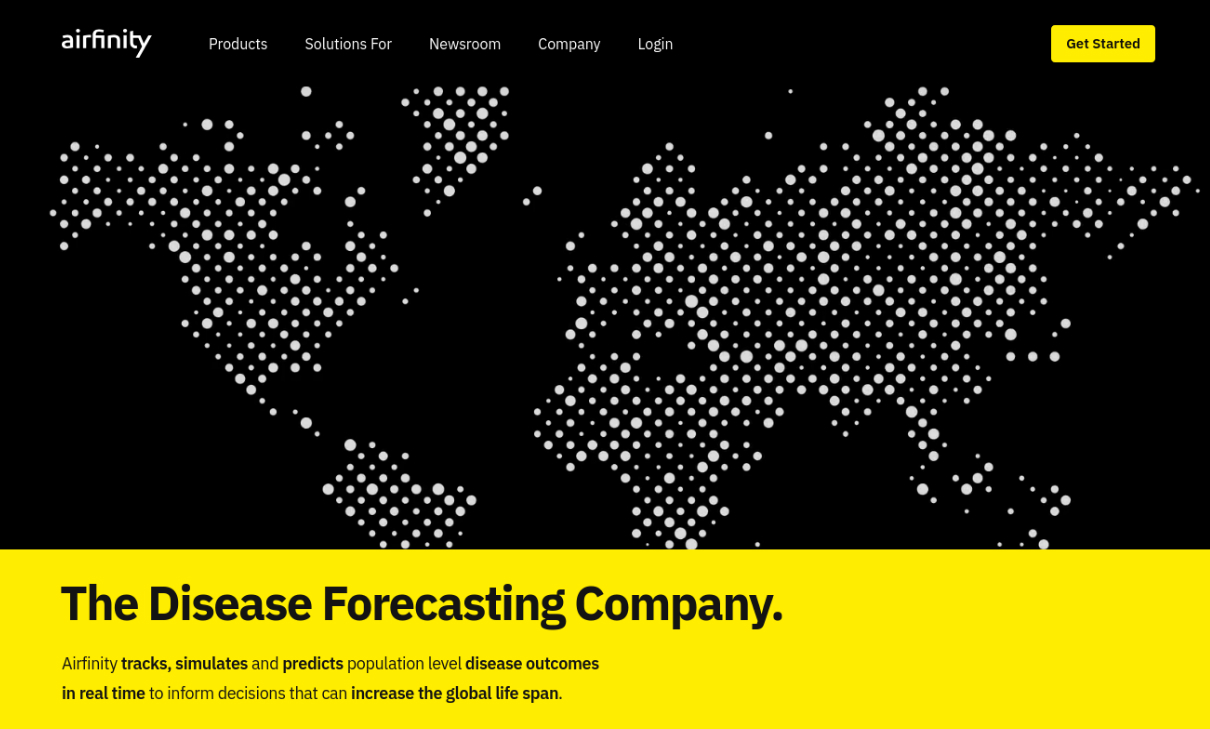 airfinity
Products
Solutions For
Newsroom
Company
Login
Get Started
The Disease Forecasting Company.
Airfinity tracks, simulates and predicts population level disease outcomes
in real time to inform decisions that can increase the global life span.